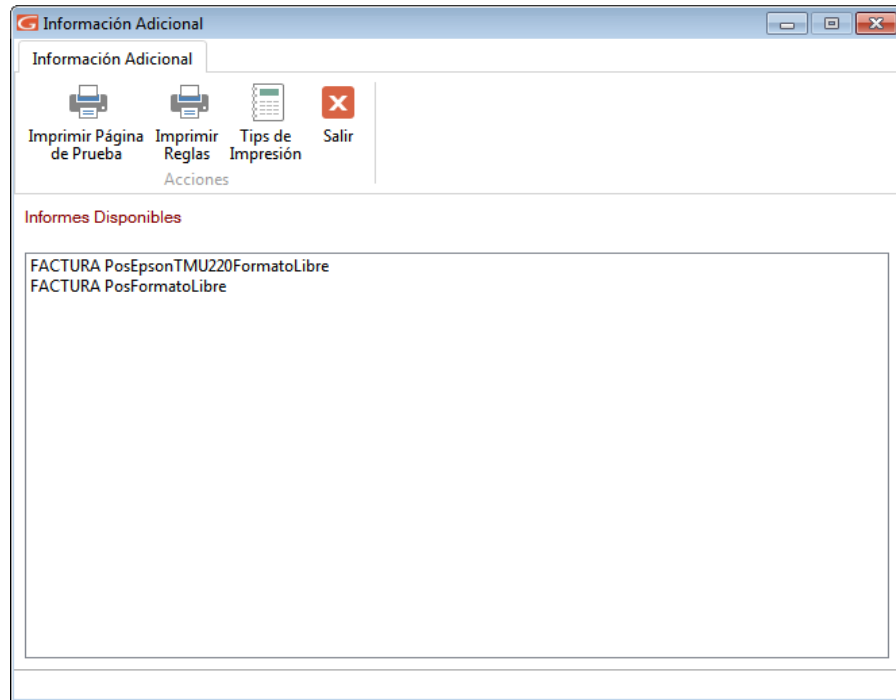 Información Adicional
Información Adicional
Imprimir Página de Prueba
Imprimir Reglas
Tips de Impresión
Salir
Acciones
Informes Disponibles
FACTURA PosEpsonTMU220FormatoLibre
FACTURA PosFormatoLibre